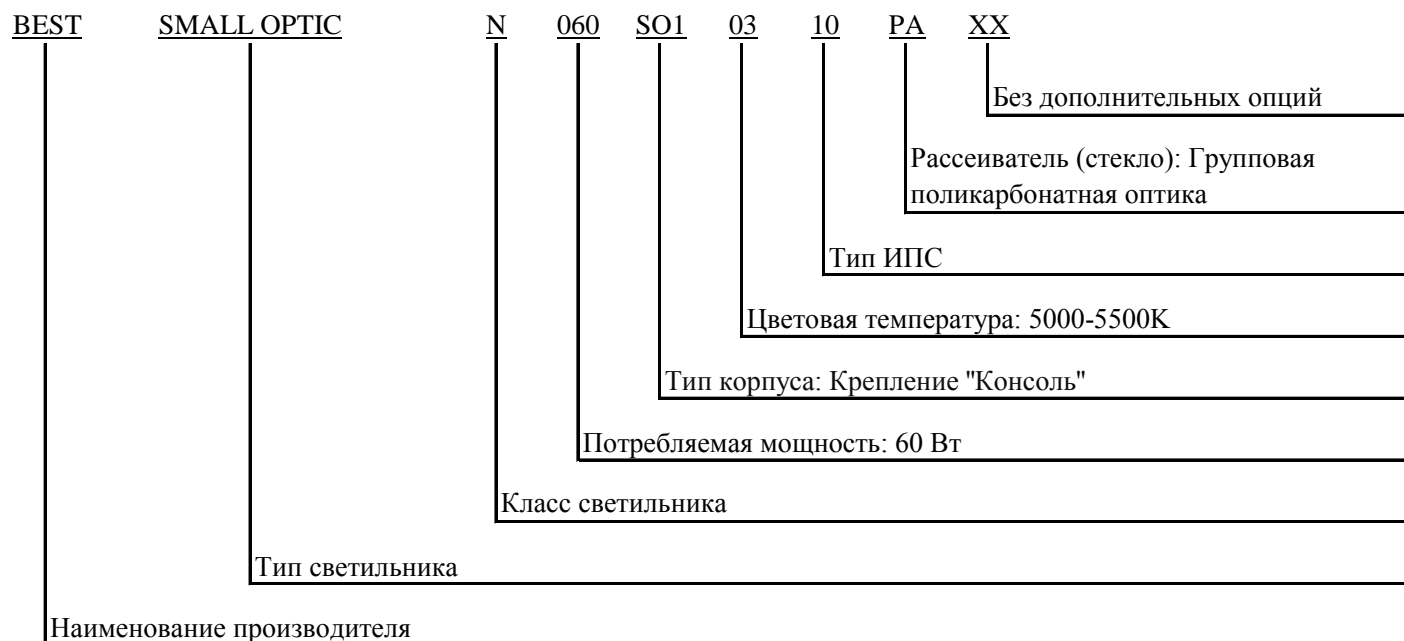 BEST SMALL OPTIC N 060 SO1 03 10 PA XX
Без дополнительных опций
Рассеиватель (стекло): Групповая
поликарбонатная оптика
Тип ИПС
Цветовая температура: 5000-5500К
Тип корпуса: Крепление "Консоль"
Потребляемая мощность: 60 Вт
Класс светильника
Тип светильника
Наименование производителя